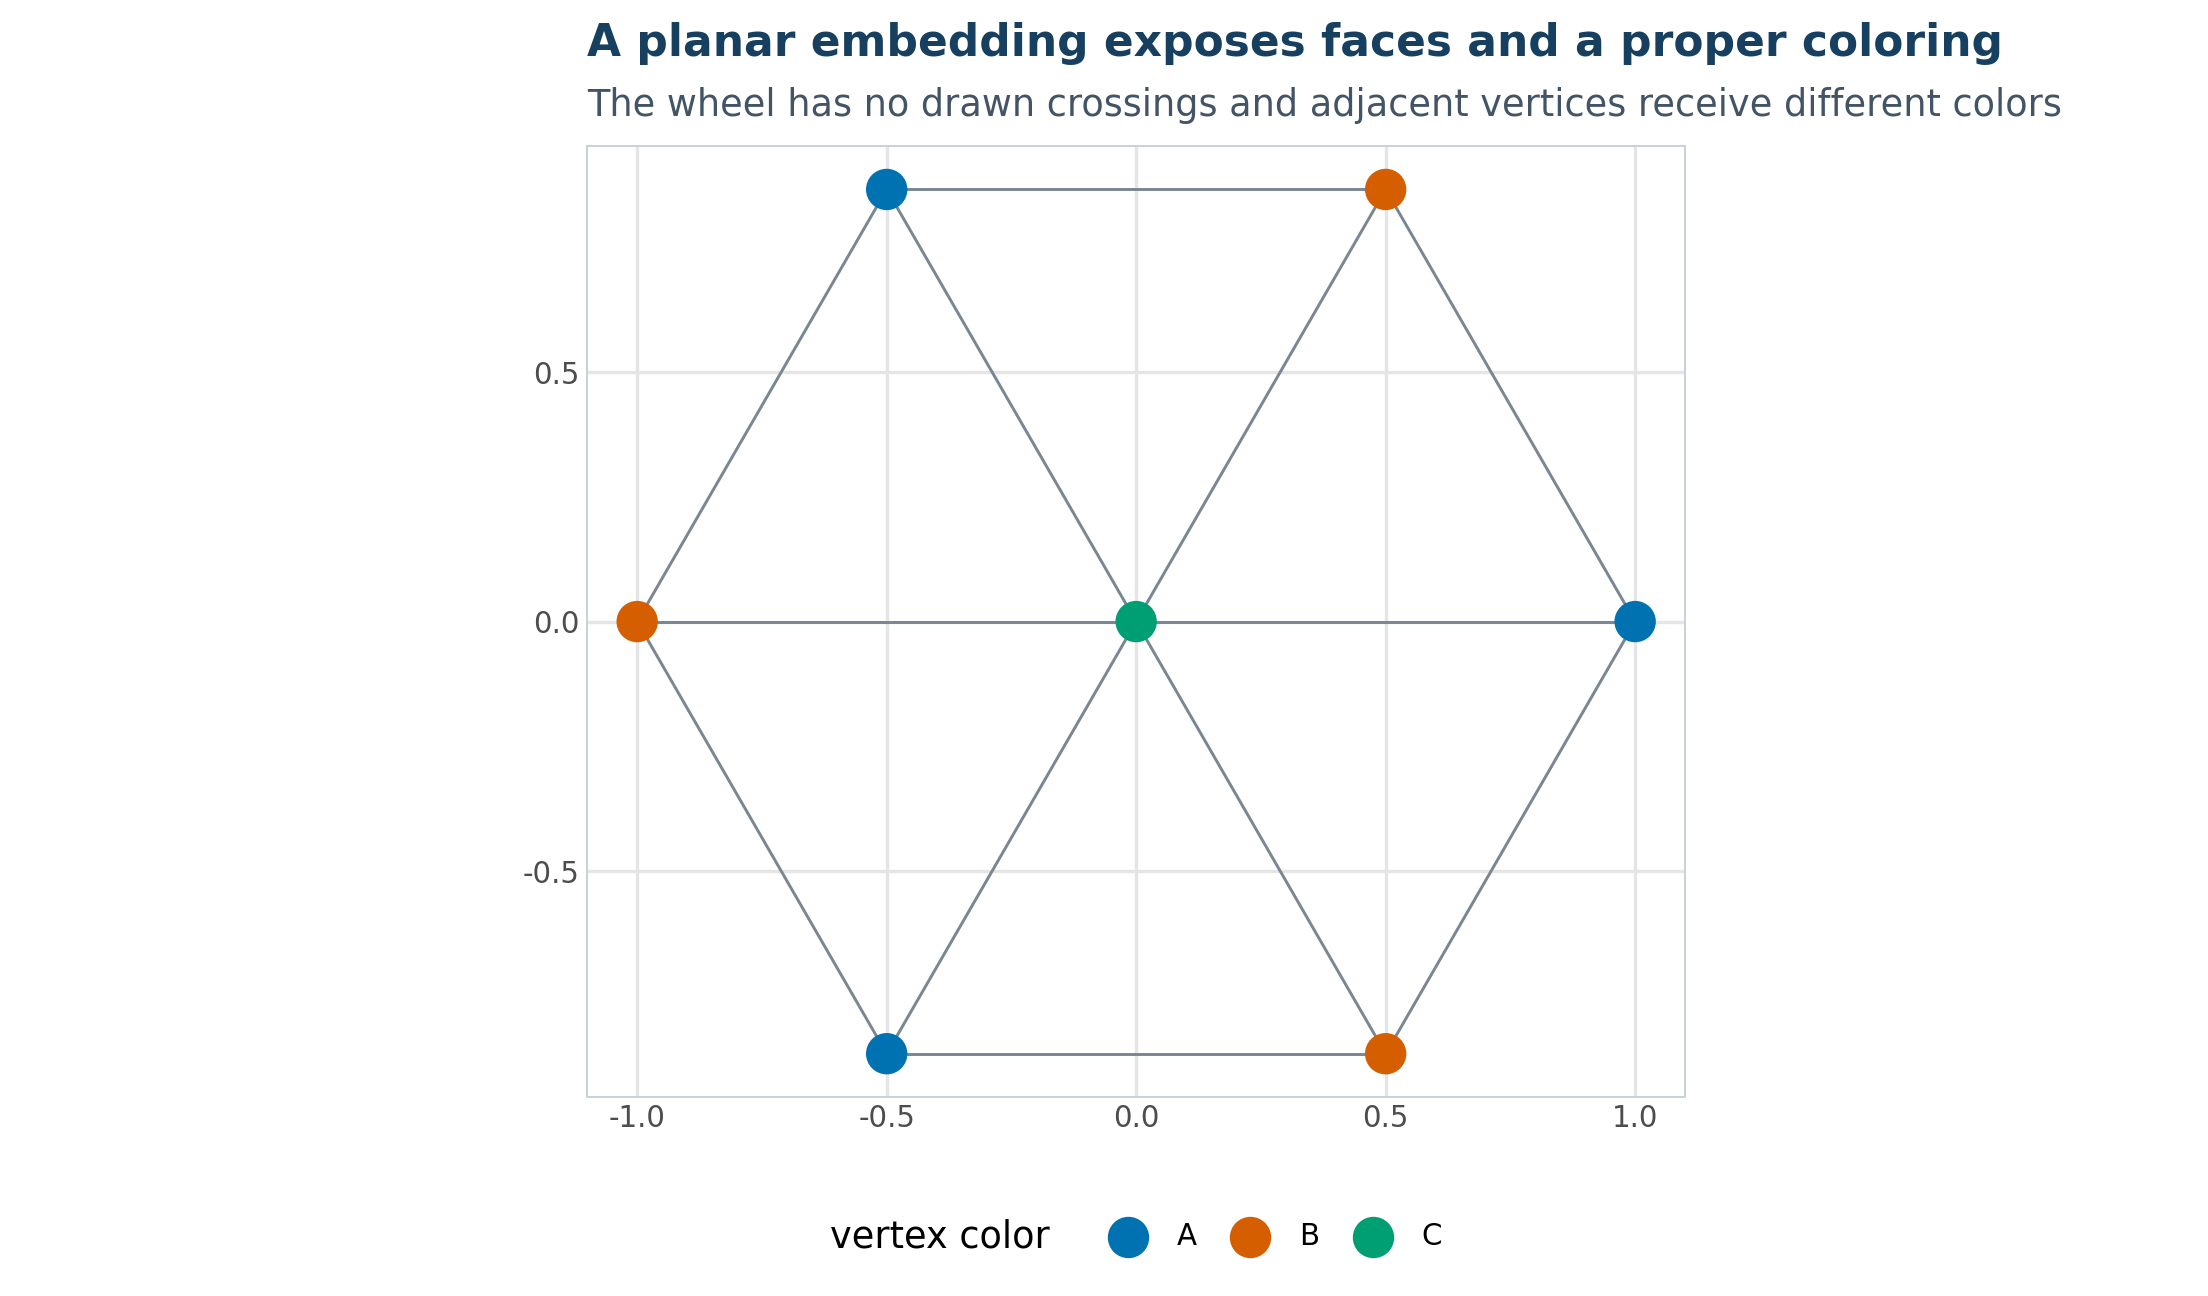 A planar embedding exposes faces and a proper coloring
The wheel has no drawn crossings and adjacent vertices receive different colors
0.5
0.0
-0.5
-1.0 -0.5 0.0 0.5 1.0
vertex color A B C